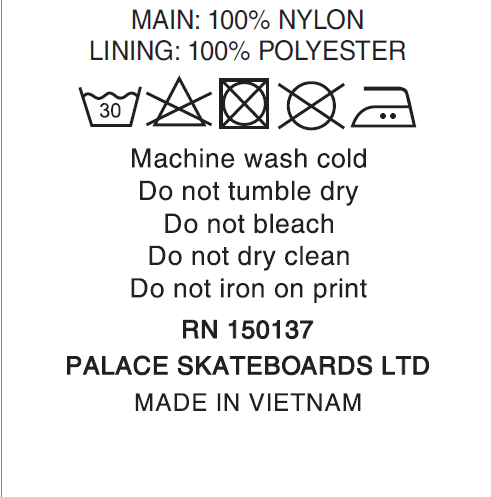 MAIN: 100% NYLON
LINING: 100% POLYESTER
30
Machine wash cold
Do not tumble dry
Do not bleach
Do not dry clean
Do not iron on print
RN 150137
PALACE SKATEBOARDS LTD
MADE IN VIETNAM